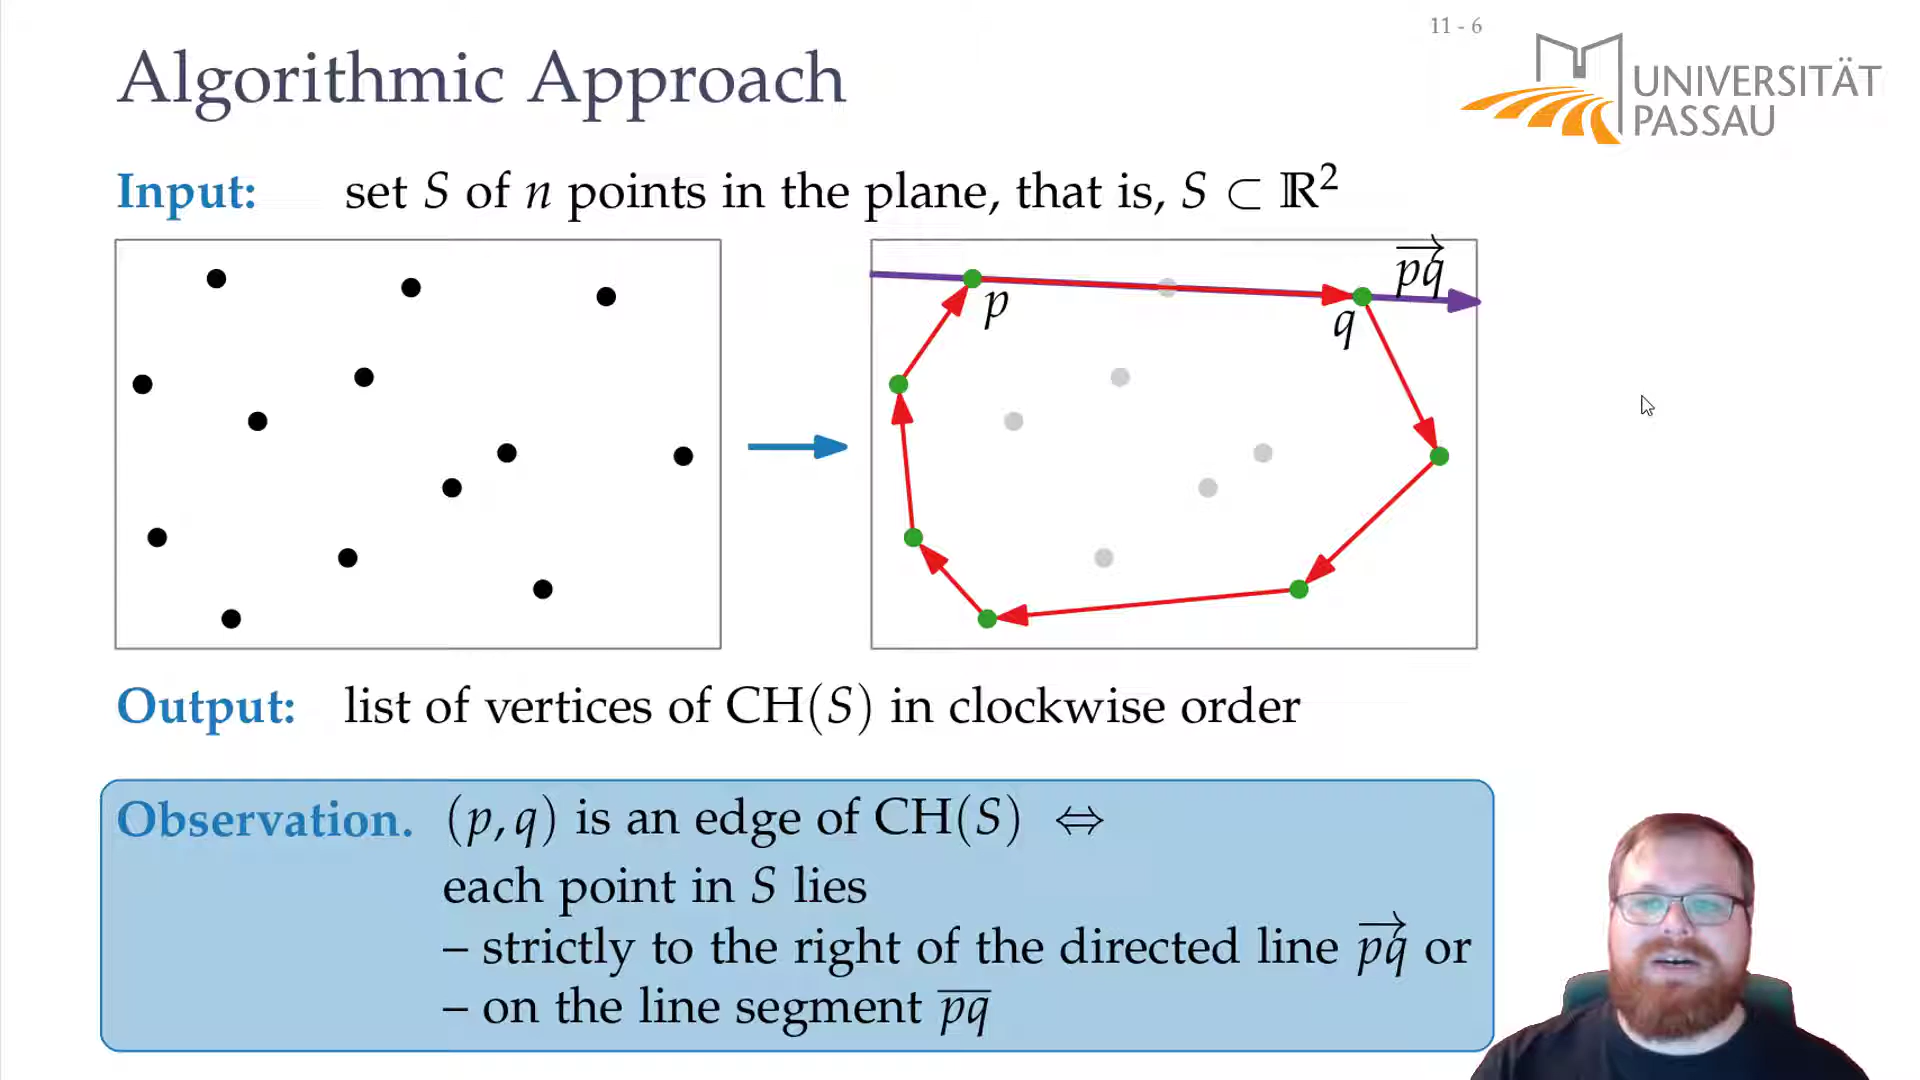 11 - 6
Algorithmic Approach
UNIVERSITÄT
PASSAU
Input: set S of n points in the plane, that is, S ⊂ ℝ²
p
q
→pq
Output: list of vertices of CH(S) in clockwise order
Observation. (p, q) is an edge of CH(S) ⇔
each point in S lies
– strictly to the right of the directed line →pq or
– on the line segment p̅q̅